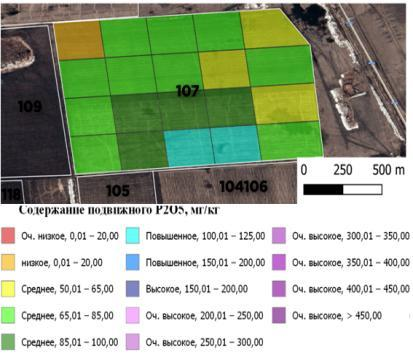 109
107
118
105
104106
0 250 500 m
Содержание подвижного P2O5, мг/кг
Оч. низкое, 0,01 – 20,00
Повышенное, 100,01 – 125,00
Оч. высокое, 300,01 – 350,00
низкое, 0,01 – 20,00
Повышенное, 150,01 – 200,00
Оч. высокое, 350,01 – 400,00
Среднее, 50,01 – 65,00
Высокое, 150,01 – 200,00
Оч. высокое, 400,01 – 450,00
Среднее, 65,01 – 85,00
Оч. высокое, 200,01 – 250,00
Оч. высокое, > 450,00
Среднее, 85,01 – 100,00
Оч. высокое, 250,01 – 300,00